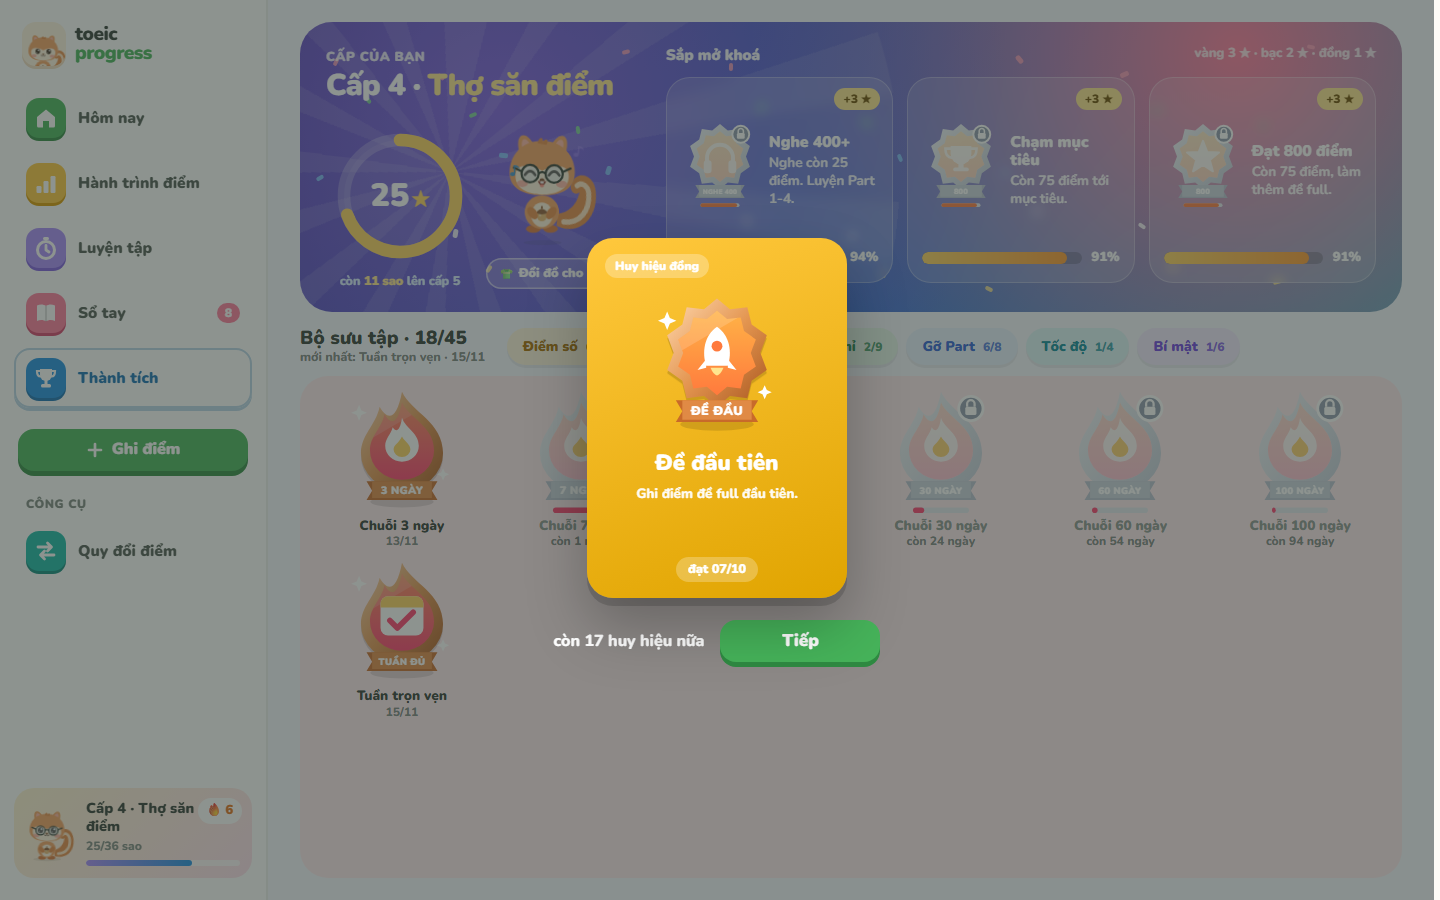 toeic
progress
Hôm nay
Hành trình điểm
Luyện tập
Sổ tay
8
Thành tích
Ghi điểm
CÔNG CỤ
Quy đổi điểm
Cấp 4 · Thợ săn
điểm
6
25/36 sao
CẤP CỦA BẠN
Cấp 4 · Thợ săn điểm
25
còn 11 sao lên cấp 5
Đổi đồ cho
Sắp mở khoá
vàng 3 ★ · bạc 2 ★ · đồng 1 ★
+3 ★
NGHE 400
Nghe 400+
Nghe còn 25
điểm. Luyện Part
1-4.
94%
+3 ★
800
Chạm mục
tiêu
Còn 75 điểm tới
mục tiêu.
91%
+3 ★
800
Đạt 800 điểm
Còn 75 điểm, làm
thêm đề full.
91%
Bộ sưu tập · 18/45
mới nhất: Tuần trọn vẹn · 15/11
Điểm số
2/9
Gỡ Part 6/8
Tốc độ 1/4
Bí mật 1/6
3 NGÀY
Chuỗi 3 ngày
13/11
Chuỗi 7
còn 1
30 NGÀY
Chuỗi 30 ngày
còn 24 ngày
60 NGÀY
Chuỗi 60 ngày
còn 54 ngày
100 NGÀY
Chuỗi 100 ngày
còn 94 ngày
TUẦN ĐỦ
Tuần trọn vẹn
15/11
Huy hiệu đồng
ĐỀ ĐẦU
Đề đầu tiên
Ghi điểm đề full đầu tiên.
đạt 07/10
còn 17 huy hiệu nữa
Tiếp